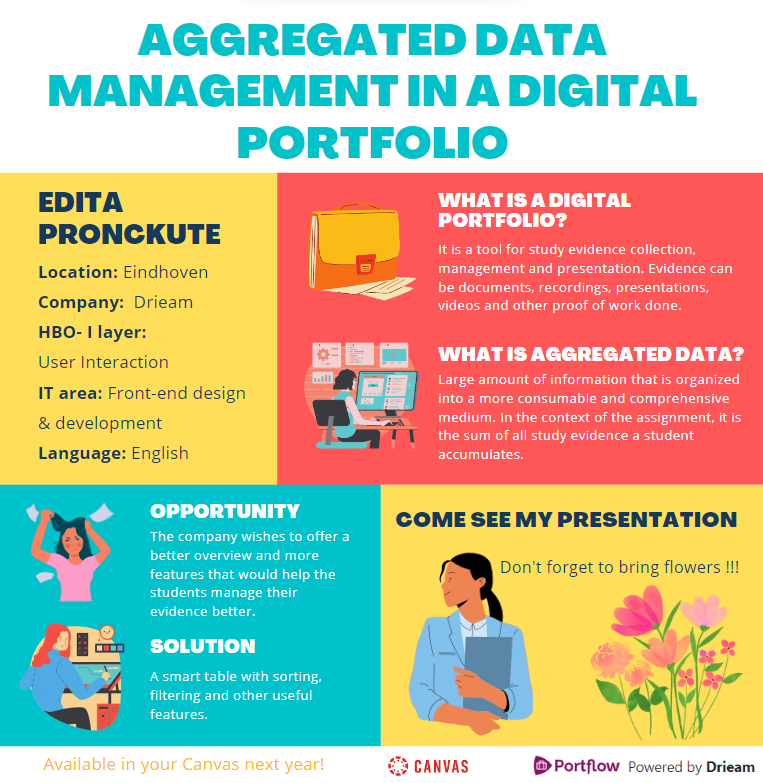 AGGREGATED DATA
MANAGEMENT IN A DIGITAL
PORTFOLIO
EDITA
PRONCKUTE
Location: Eindhoven
Company: Drieam
HBO- I layer:
User Interaction
IT area: Front-end design
& development
Language: English
WHAT IS A DIGITAL
PORTFOLIO?
It is a tool for study evidence collection,
management and presentation. Evidence can
be documents, recordings, presentations,
videos and other proof of work done.
WHAT IS AGGREGATED DATA?
Large amount of information that is organized
into a more consumable and comprehensive
medium. In the context of the assignment, it is
the sum of all study evidence a student
accumulates.
OPPORTUNITY
The company wishes to offer a
better overview and more
features that would help the
students manage their
evidence better.
SOLUTION
A smart table with sorting,
filtering and other useful
features.
COME SEE MY PRESENTATION
Don't forget to bring flowers !!!
Available in your Canvas next year!
CANVAS
Portflow Powered by Drieam